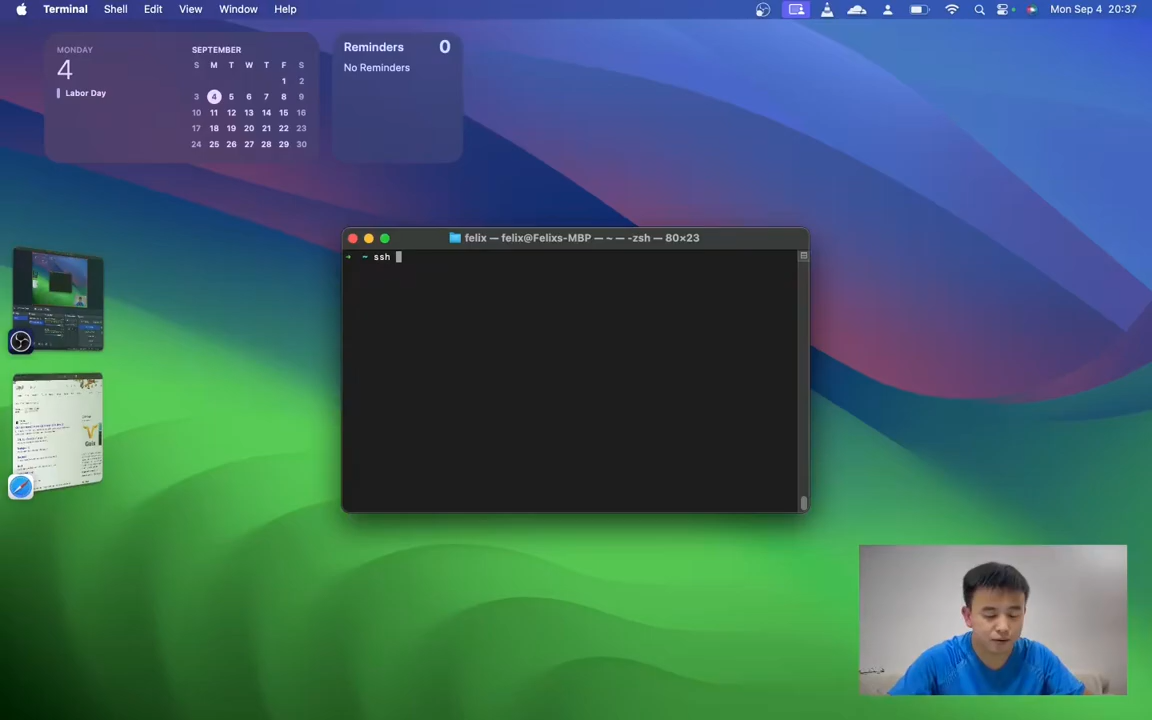 Terminal Shell Edit View Window Help
Mon Sep 4 20:37
MONDAY
4
Labor Day
SEPTEMBER
S M T W T F S
1 2
3 4 5 6 7 8 9
10 11 12 13 14 15 16
17 18 19 20 21 22 23
24 25 26 27 28 29 30
Reminders 0
No Reminders
felix — felix@Felixs-MBP — ~ — -zsh — 80×23
➜ ~ ssh